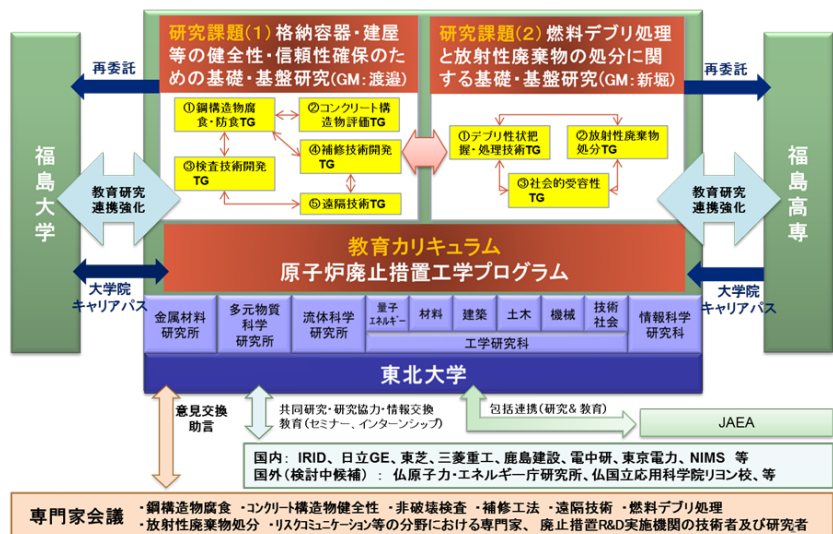 研究課題(1) 格納容器・建屋
等の健全性・信頼性確保のた
めの基礎・基盤研究(GM:渡邉)
①鋼構造物腐
食・防食TG
②コンクリート構
造物評価TG
③検査技術開発
TG
④補修技術開発
TG
⑤遠隔技術TG
研究課題(2) 燃料デブリ処理
と放射性廃棄物の処分に関
する基礎・基盤研究(GM:新堀)
①デブリ性状把
握・処理技術TG
②放射性廃棄物
処分TG
③社会的受容性
TG
再委託
再委託
福島大学
福島高専
教育研究
連携強化
教育研究
連携強化
大学院
キャリアパス
大学院
キャリアパス
教育カリキュラム
原子炉廃止措置工学プログラム
金属材料
研究所
多元物質
科学
研究所
流体科学
研究所
量子
エネルギー
材料
建築
土木
機械
技術
社会
工学研究科
情報科学
研究科
東北大学
意見交換
助言
共同研究・研究協力・情報交換
教育(セミナー、インターンシップ)
包括連携(研究& 教育)
JAEA
国内: IRID、日立GE、東芝、三菱重工、鹿島建設、電中研、東京電力、NIMS 等
国外(検討中候補) : 仏原子力・エネルギー庁研究所、仏国立応用科学院リヨン校、等
専門家会議
・鋼構造物腐食 ・コンクリート構造物健全性 ・非破壊検査 ・補修工法 ・遠隔技術 ・燃料デブリ処理
・放射性廃棄物処分 ・リスクコミュニケーション等の分野における専門家、 廃止措置R&D実施機関の技術者及び研究者